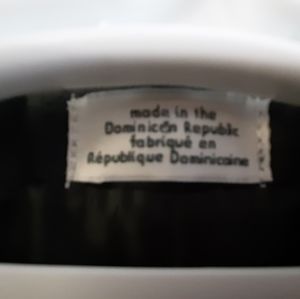 made in the
Dominican Republic
fabriqué en
République Dominicaine